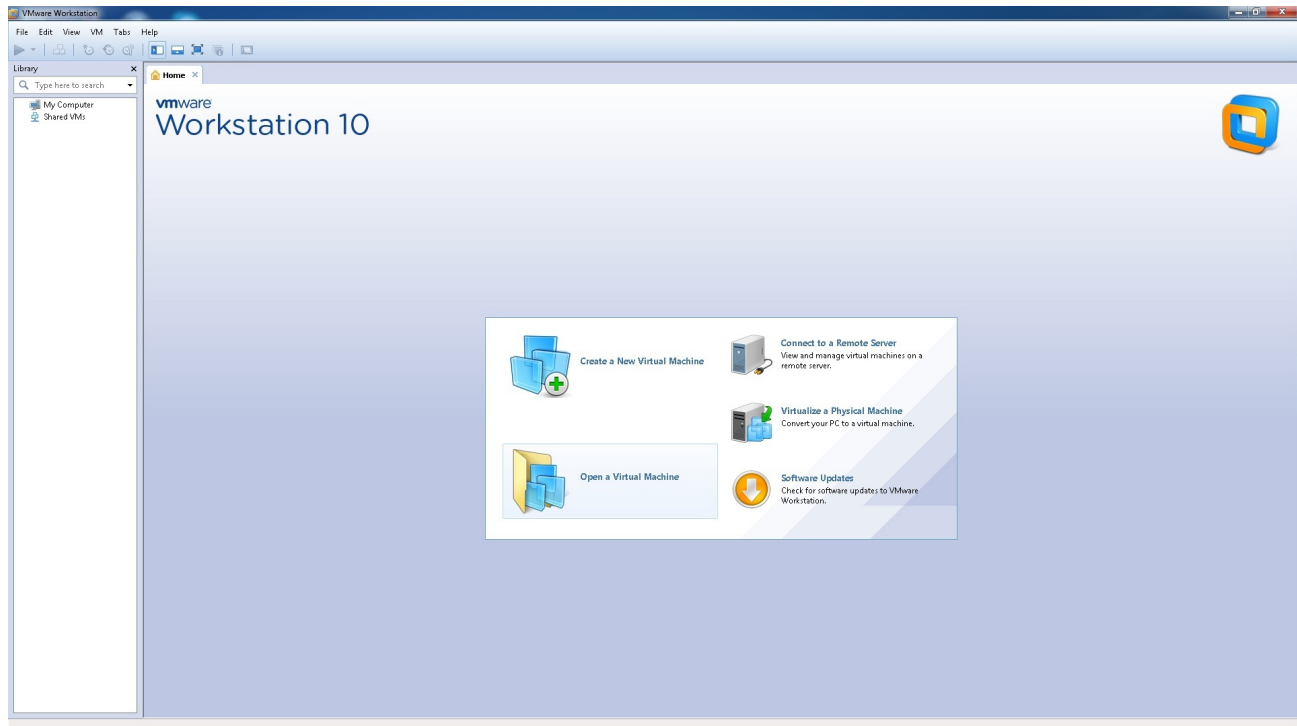 VMware Workstation
File Edit View VM Tabs Help
Library
Type here to search
My Computer
Shared VMs
Home
vmware
Workstation 10
Create a New Virtual Machine
Open a Virtual Machine
Connect to a Remote Server
View and manage virtual machines on a
remote server.
Virtualize a Physical Machine
Convert your PC to a virtual machine.
Software Updates
Check for software updates to VMware
Workstation.